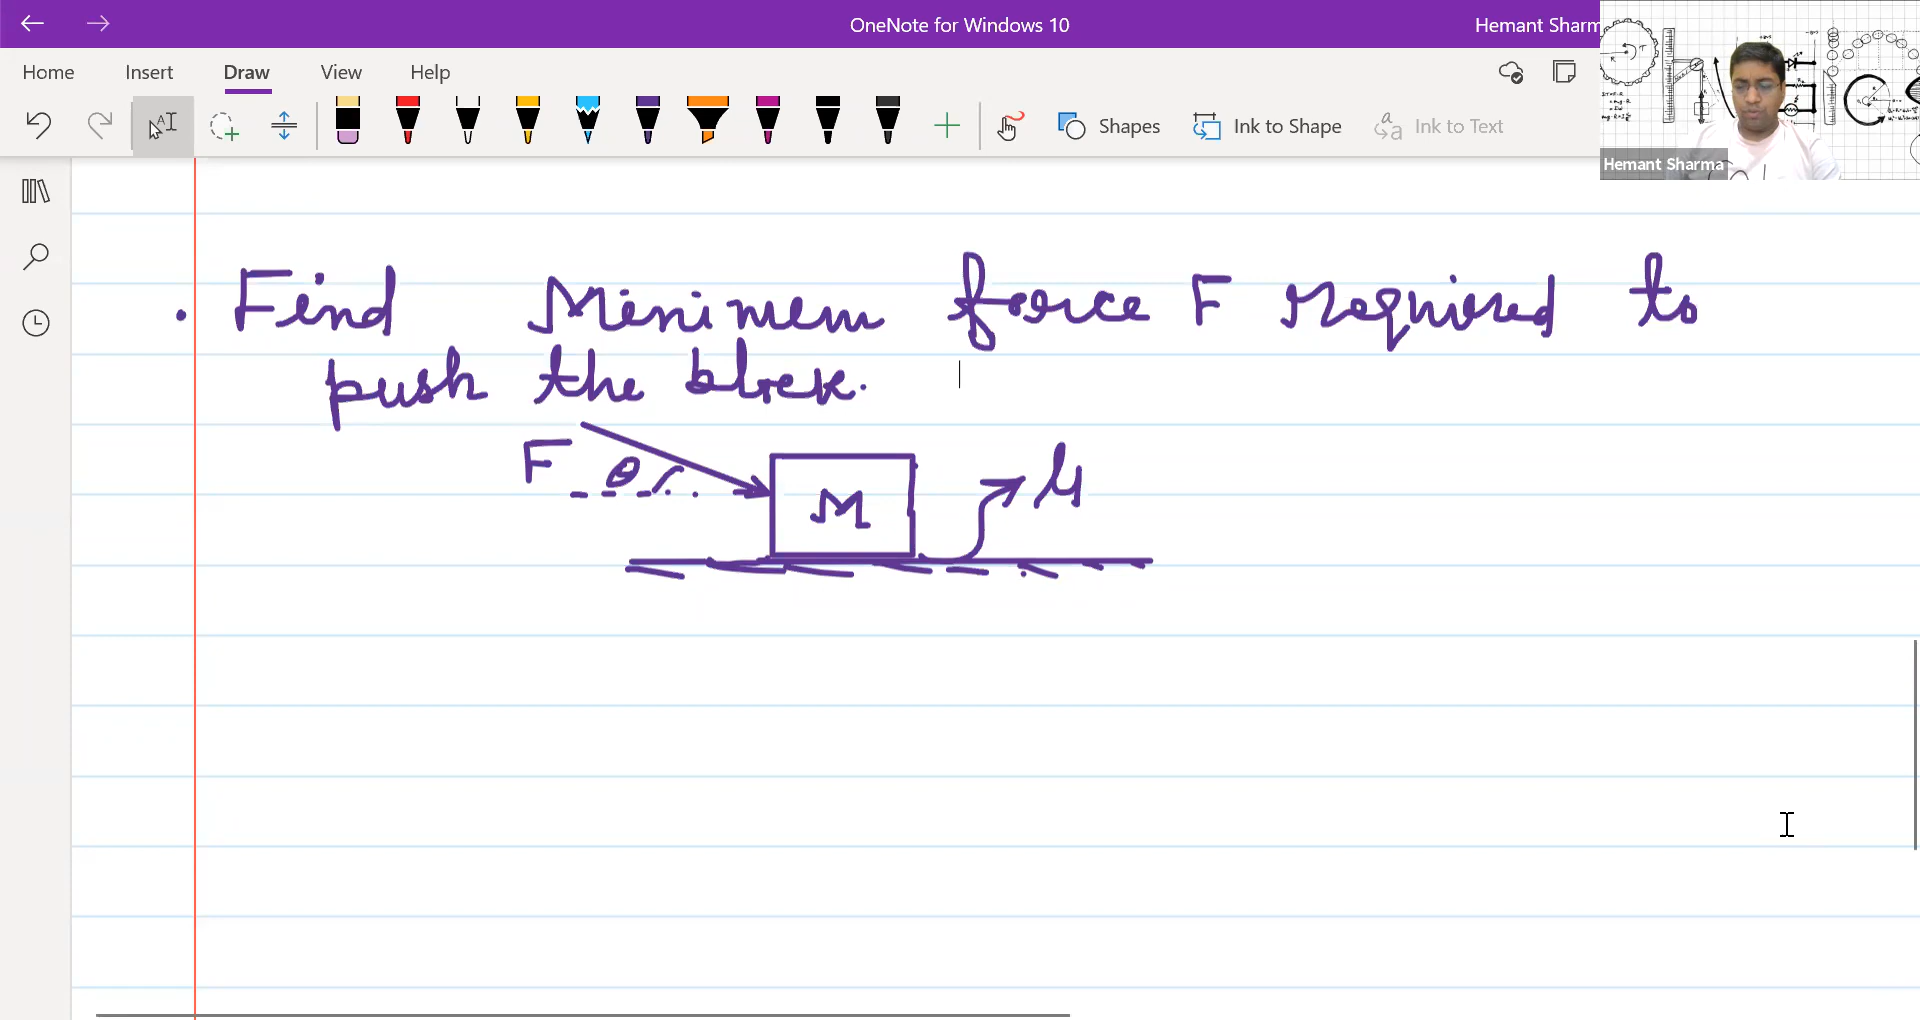 OneNote for Windows 10
Hemant Sharm
Home Insert Draw View Help
Shapes Ink to Shape Ink to Text
Hemant Sharma
. Find Minimum force F required to
push the block.
F θ M μ